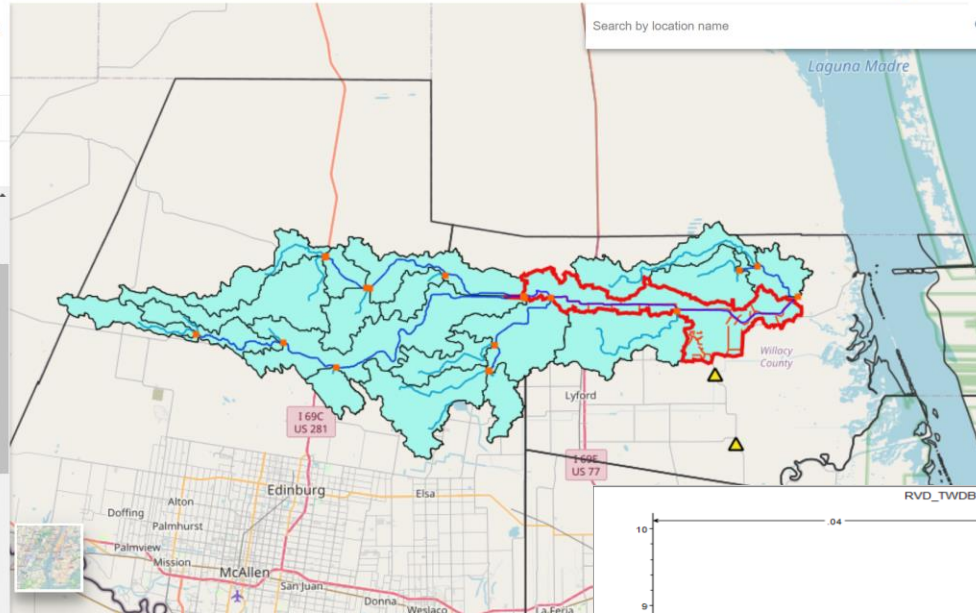 Search by location name
Laguna Madre
Willacy
County
Lyford
I 69C
US 281
I 69E
US 77
Edinburg
Elsa
Alton
Doffing
Palmhurst
Palmview
Mission
McAllen
San Juan
Donna
Weslaco
La Feria
RVD_TWDB
10
.04
9